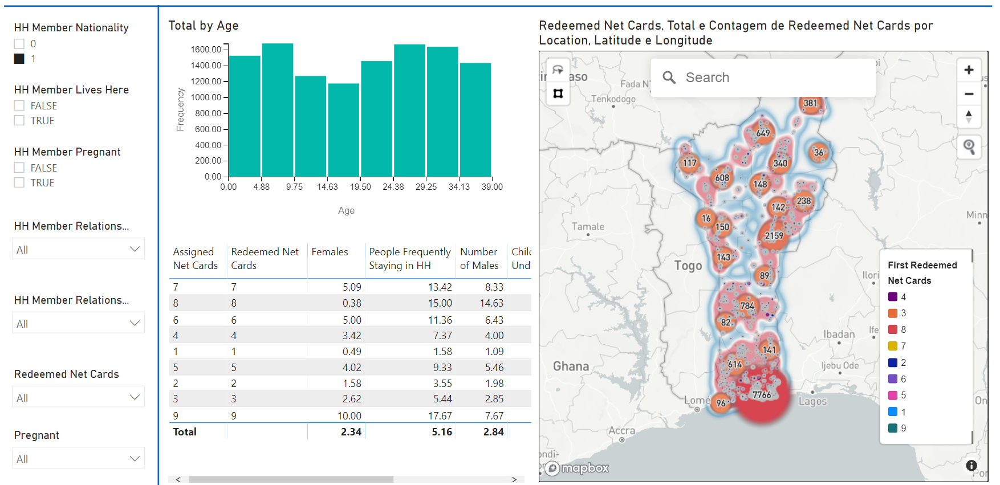 HH Member Nationality
0
1
HH Member Lives Here
FALSE
TRUE
HH Member Pregnant
FALSE
TRUE
HH Member Relations...
All
HH Member Relations...
All
Redeemed Net Cards
All
Pregnant
All
Total by Age
Frequency
1600.00
1400.00
1200.00
1000.00
800.00
600.00
400.00
200.00
0.00
0.00 4.88 9.75 14.63 19.50 24.38 29.25 34.13 39.00
Age
Assigned Net Cards Redeemed Net Cards Females People Frequently Staying in HH Number of Males Chilc Und
7 7 5.09 13.42 8.33
8 8 0.38 15.00 14.63
6 6 5.00 11.36 6.43
4 4 3.42 7.37 4.00
1 1 0.49 1.58 1.09
5 5 4.02 9.33 5.46
2 2 1.58 3.55 1.98
3 3 2.62 5.44 2.85
9 9 10.00 17.67 7.67
Total 2.34 5.16 2.84
Redeemed Net Cards, Total e Contagem de Redeemed Net Cards por
Location, Latitude e Longitude
Search
aso
Fada N'
Tenkodogo
381
649
36
117
340
608
148
238
142
16
150
2159
Tamale
Minn
143
Togo
89
Ilori
784
82
Ibadan
Ife
141
614
Ghana
Ijebu Ode
7766
96
Lomé
Lagos
On
Accra
ondi-
Por
mapbox
First Redeemed
Net Cards
4
3
8
7
2
6
5
1
9